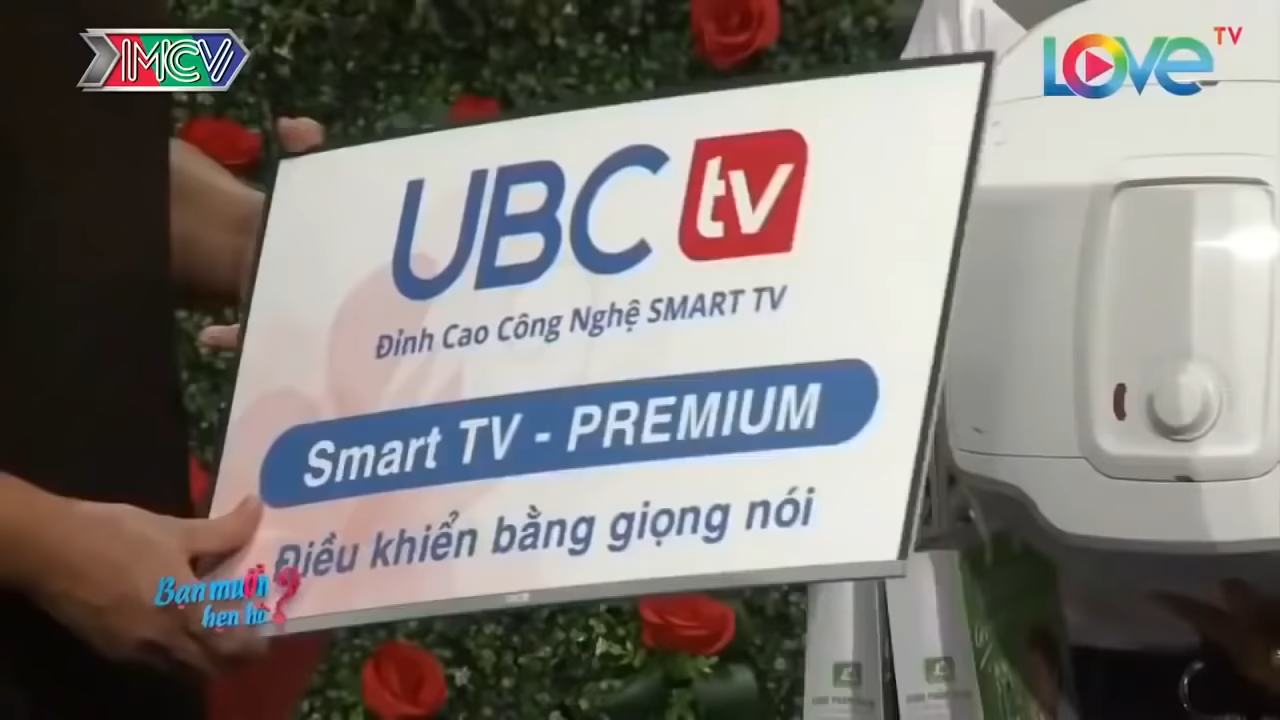 MCV
LOVE TV
UBC tv
Đỉnh Cao Công Nghệ SMART TV
Smart TV - PREMIUM
Điều khiển bằng giọng nói
Bạn muốn
hẹn hò?